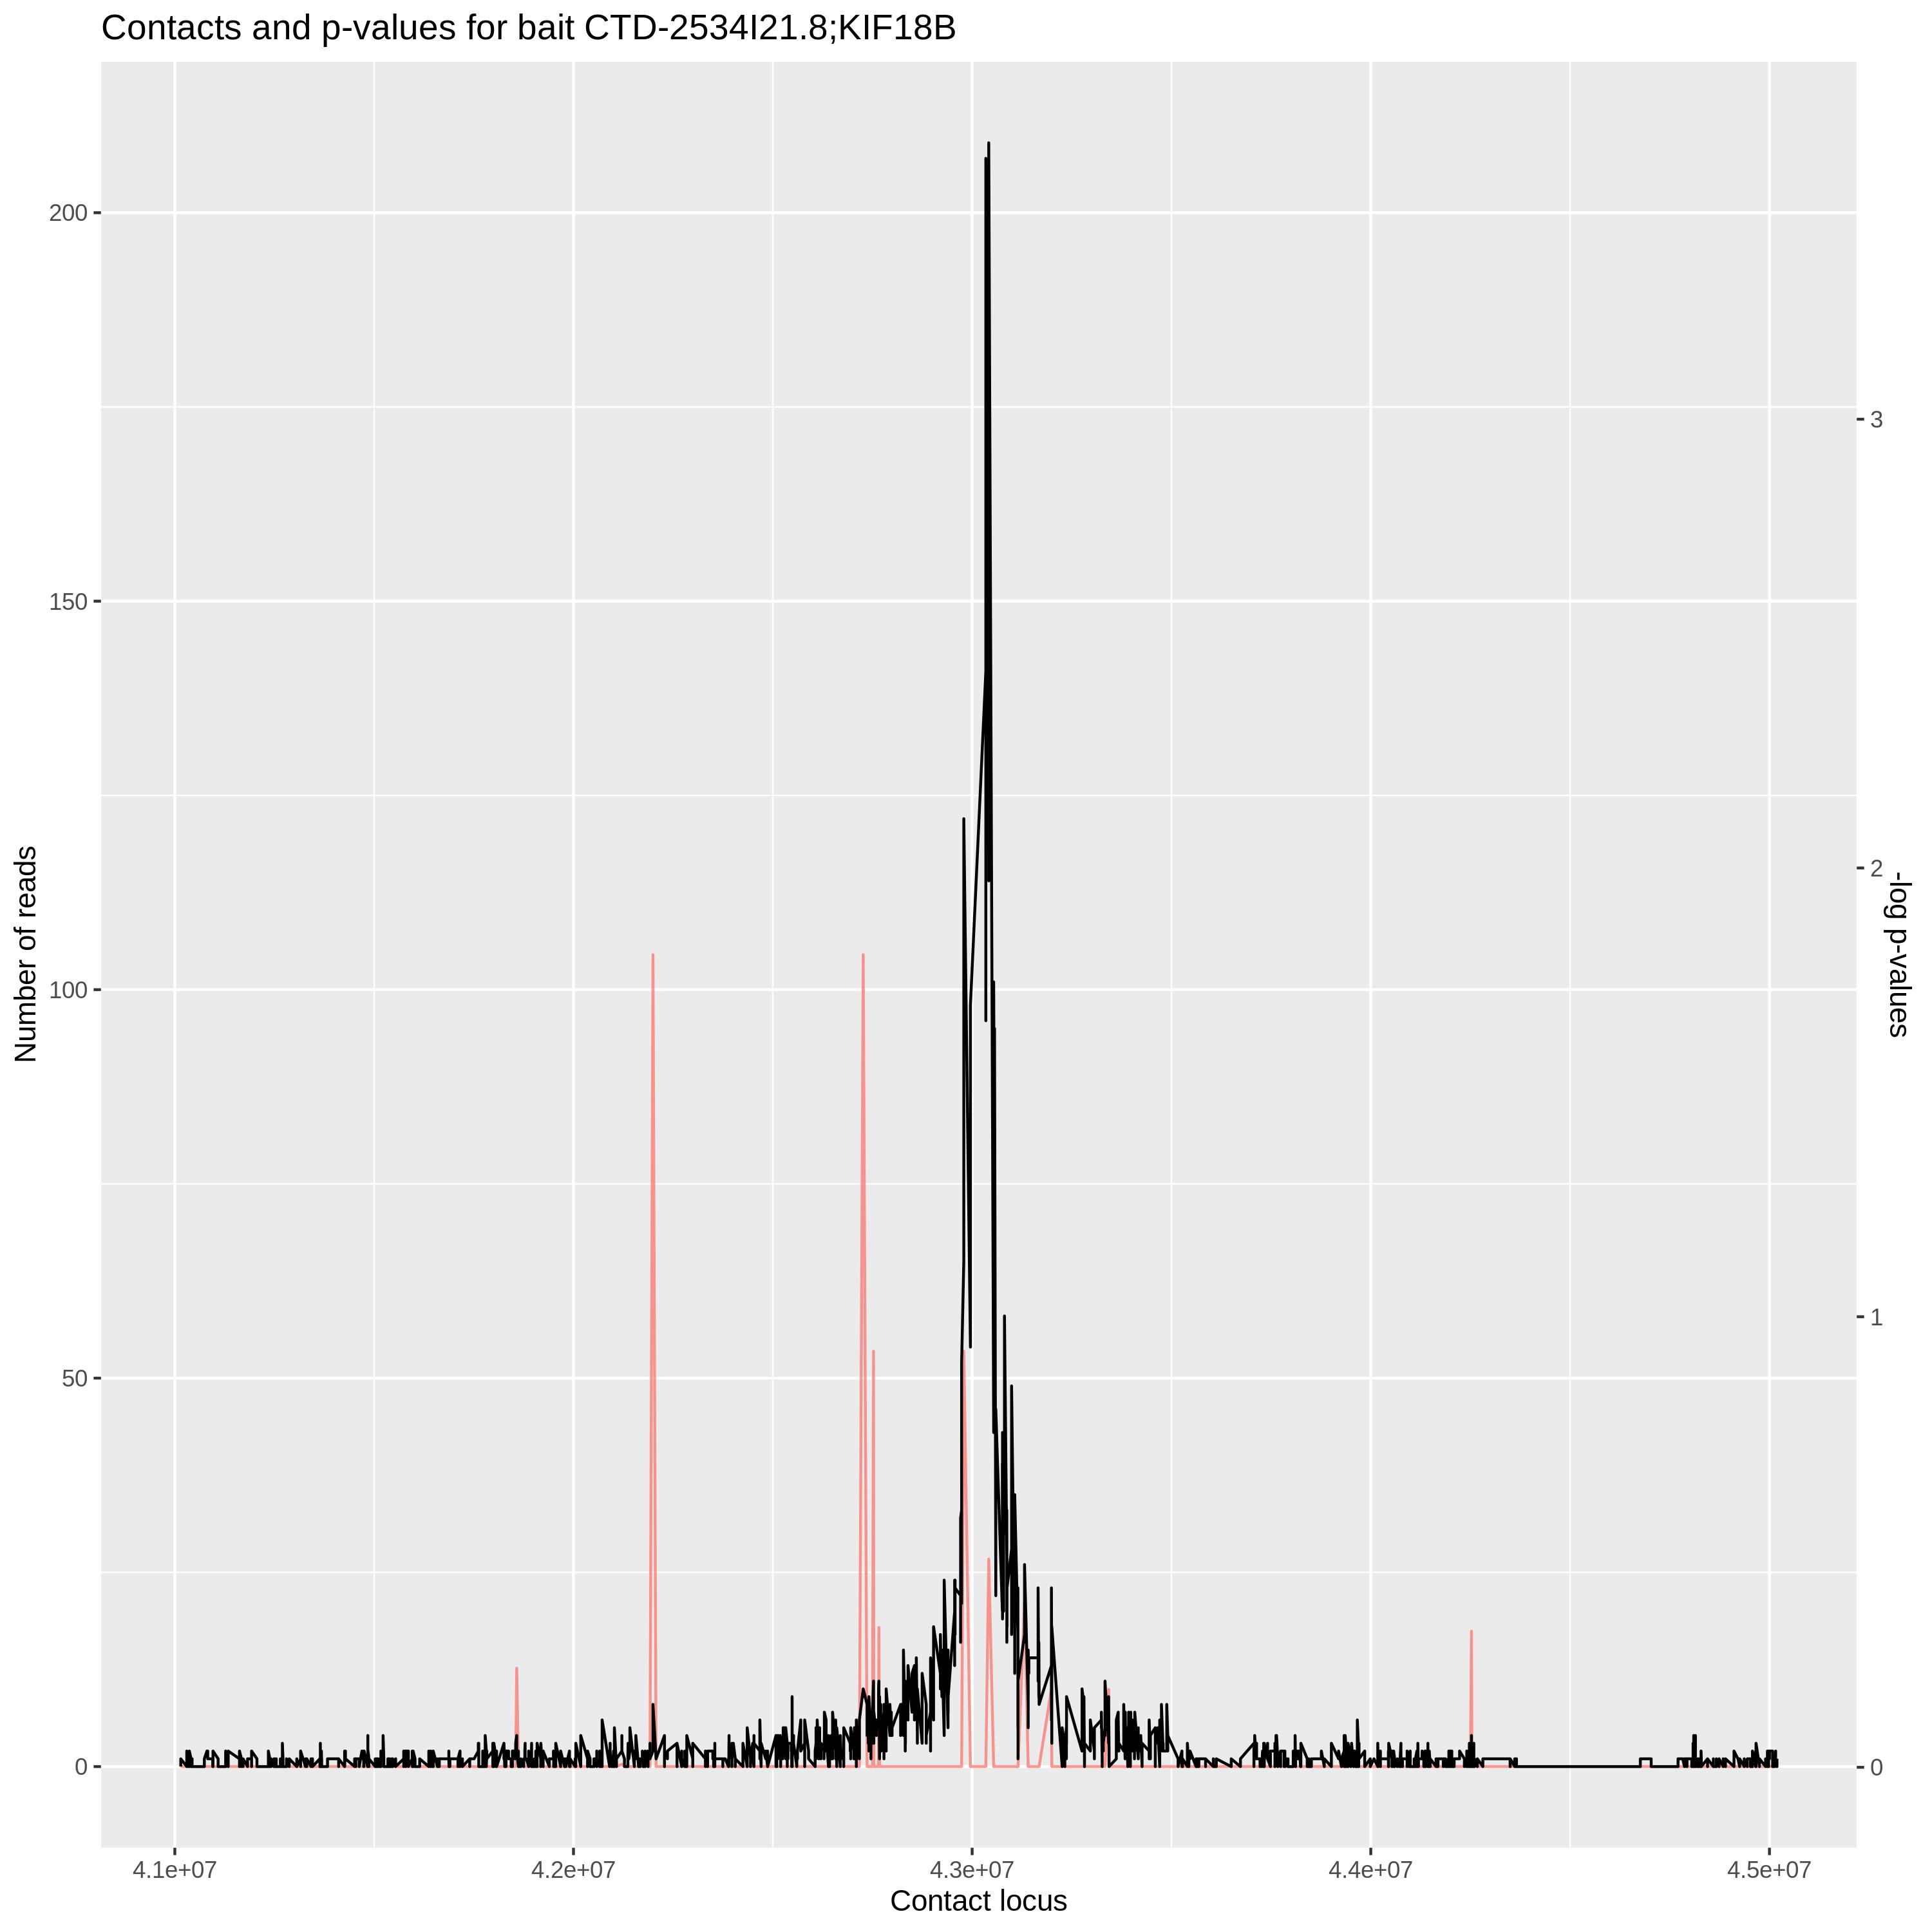 Contacts and p-values for bait CTD-2534I21.8;KIF18B
200
150
100
50
0
3
2
1
0
Number of reads
-log p-values
4.1e+07
4.2e+07
4.3e+07
4.4e+07
4.5e+07
Contact locus